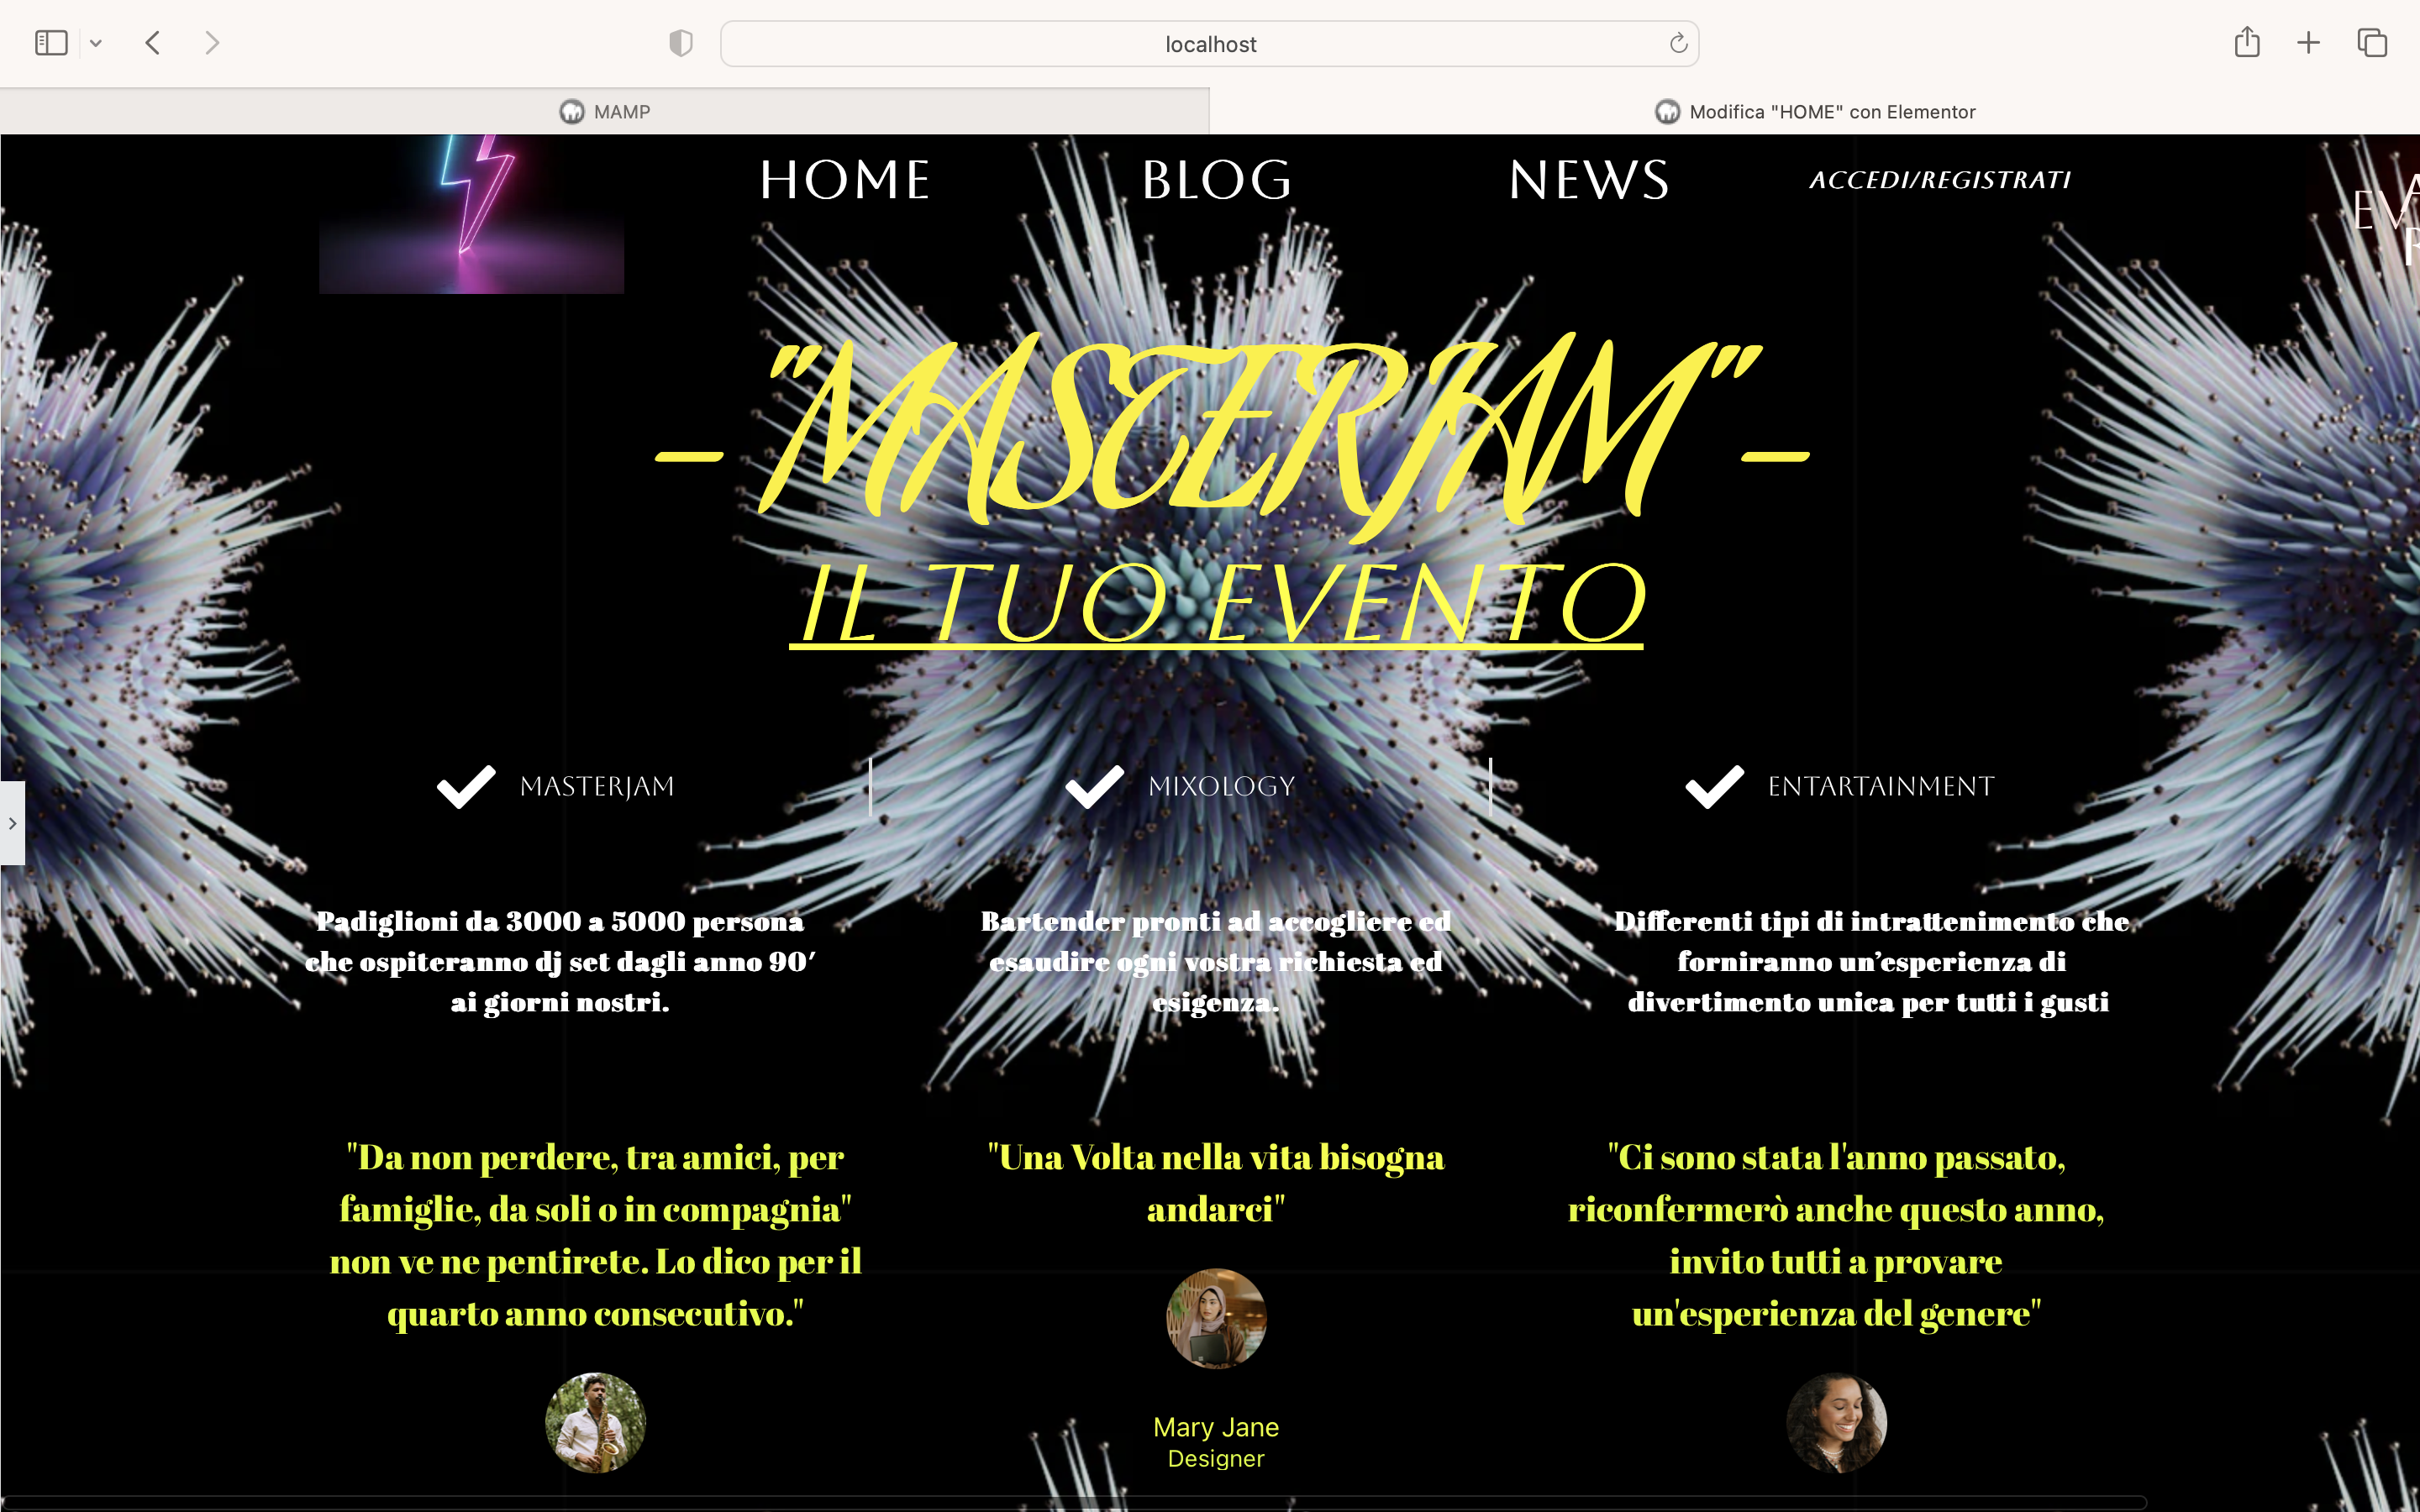 localhost
MAMP
Modifica "HOME" con Elementor
HOME
BLOG
NEWS
ACCEDI/REGISTRATI
– "MASTERJAM" –
IL TUO EVENTO
MASTERJAM
MIXOLOGY
ENTARTAINMENT
Padiglioni da 3000 a 5000 persona
che ospiteranno dj set dagli anno 90′
ai giorni nostri.
Bartender pronti ad accogliere ed
esaudire ogni vostra richiesta ed
esigenza.
Differenti tipi di intrattenimento che
forniranno un’esperienza di
divertimento unica per tutti i gusti
"Da non perdere, tra amici, per
famiglie, da soli o in compagnia"
non ve ne pentirete. Lo dico per il
quarto anno consecutivo."
"Una Volta nella vita bisogna
andarci"
Mary Jane
Designer
"Ci sono stata l'anno passato,
riconfermerò anche questo anno,
invito tutti a provare
un'esperienza del genere"